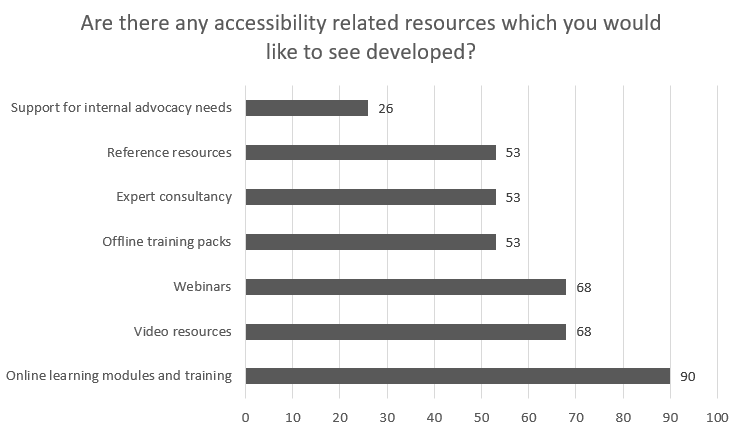 Are there any accessibility related resources which you would
like to see developed?
Support for internal advocacy needs 26
Reference resources 53
Expert consultancy 53
Offline training packs 53
Webinars 68
Video resources 68
Online learning modules and training 90
0 10 20 30 40 50 60 70 80 90 100